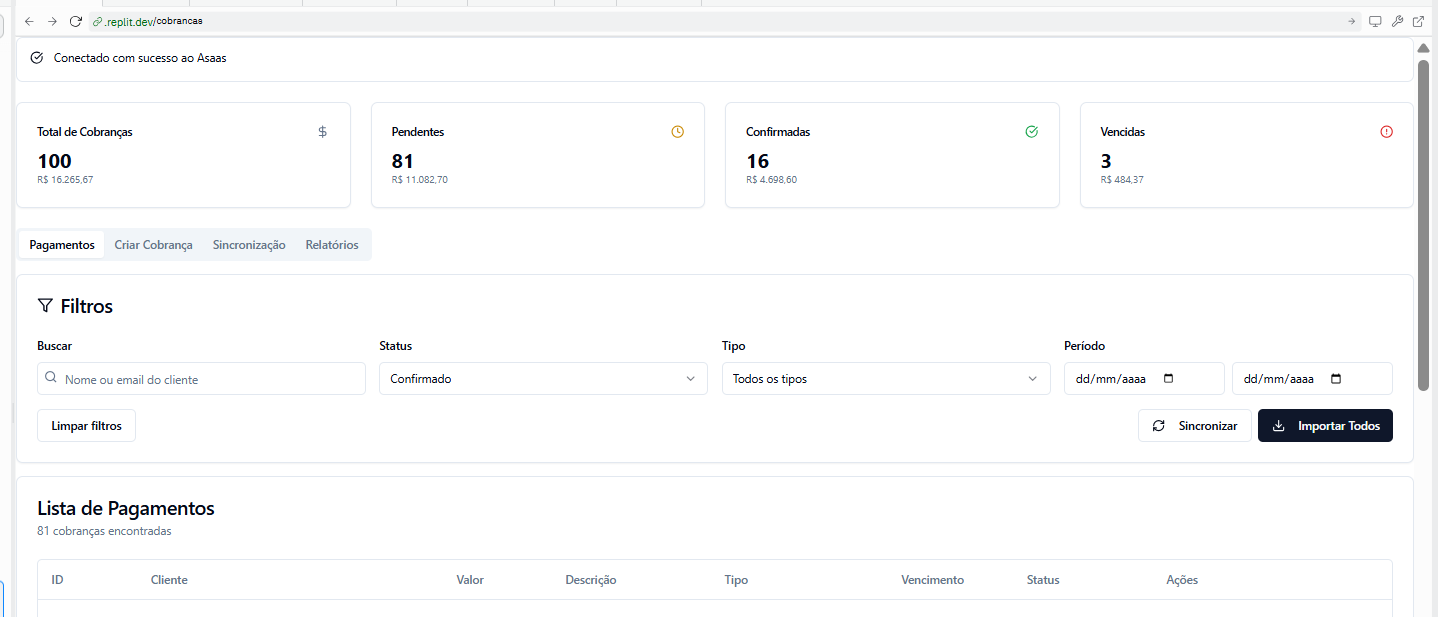 .replit.dev/cobrancas
Conectado com sucesso ao Asaas
Total de Cobranças
$
100
R$ 16.265,67
Pendentes
81
R$ 11.082,70
Confirmadas
16
R$ 4.698,60
Vencidas
3
R$ 484,37
Pagamentos Criar Cobrança Sincronização Relatórios
Filtros
Buscar Status Tipo Período
Nome ou email do cliente Confirmado Todos os tipos dd/mm/aaaa dd/mm/aaaa
Limpar filtros Sincronizar Importar Todos
Lista de Pagamentos
81 cobranças encontradas
ID Cliente Valor Descrição Tipo Vencimento Status Ações